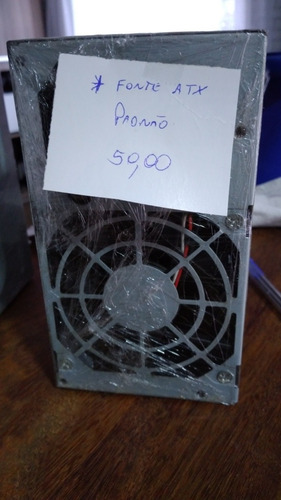 * FONTE ATX
PADRÃO
50,00